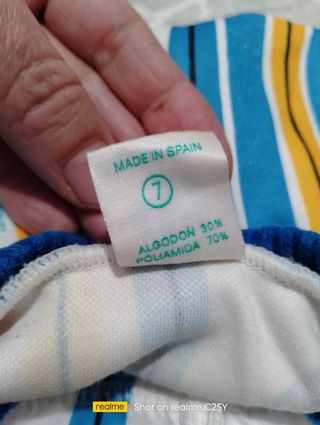 MADE IN SPAIN
7
ALGODON 30%
POLIAMIDA 70%
realme Shot on realme C25Y